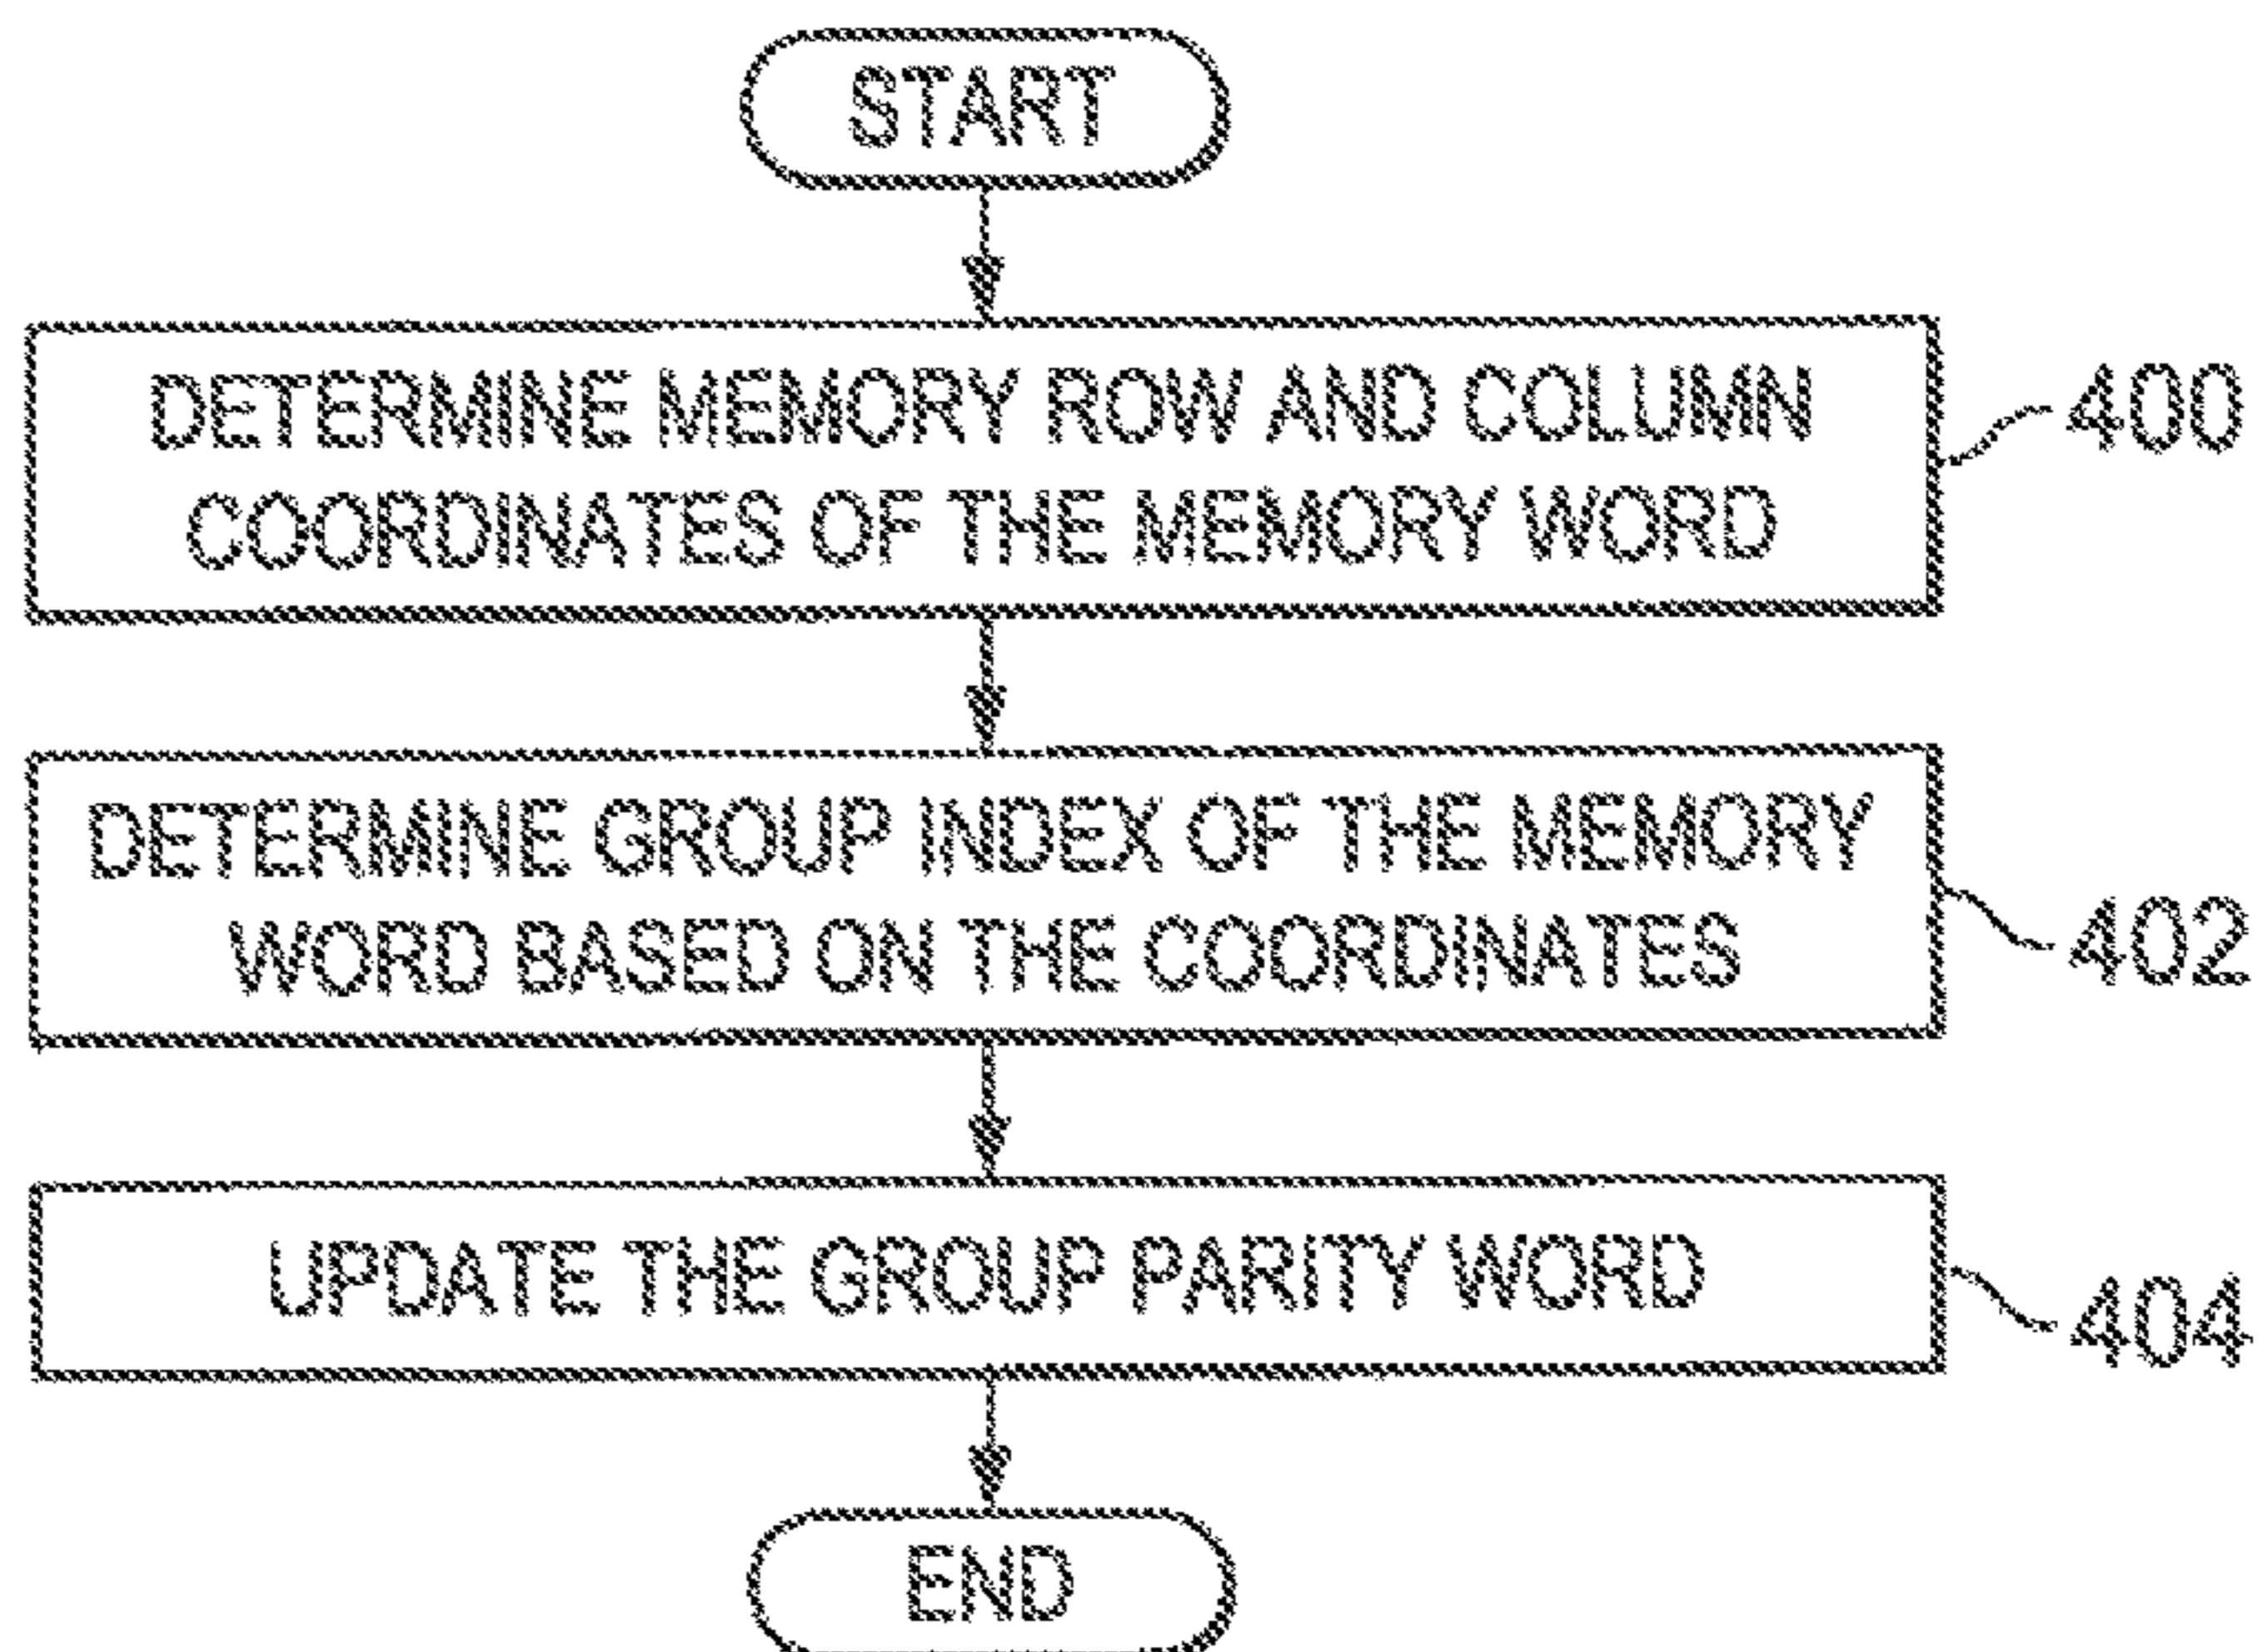 START
DETERMINE MEMORY ROW AND COLUMN
COORDINATES OF THE MEMORY WORD
400
DETERMINE GROUP INDEX OF THE MEMORY
WORD BASED ON THE COORDINATES
402
UPDATE THE GROUP PARITY WORD
404
END